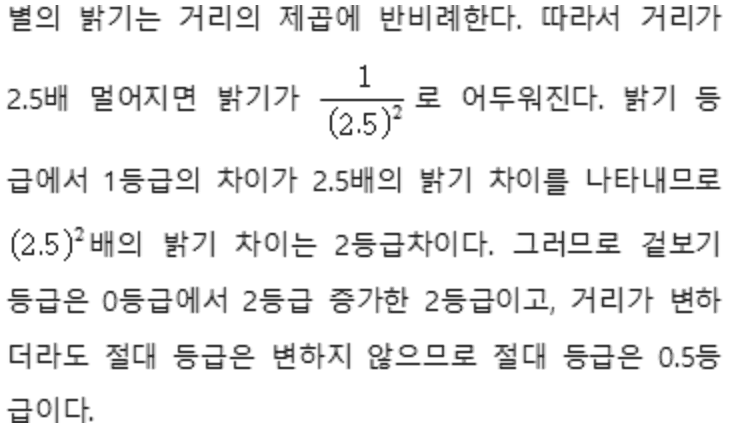 별의 밝기는 거리의 제곱에 반비례한다. 따라서 거리가
2.5배 멀어지면 밝기가 \frac{1}{(2.5)^2}로 어두워진다. 밝기 등
급에서 1등급의 차이가 2.5배의 밝기 차이를 나타내므로
(2.5)²배의 밝기 차이는 2등급차이다. 그러므로 겉보기
등급은 0등급에서 2등급 증가한 2등급이고, 거리가 변하
더라도 절대 등급은 변하지 않으므로 절대 등급은 0.5등
급이다.